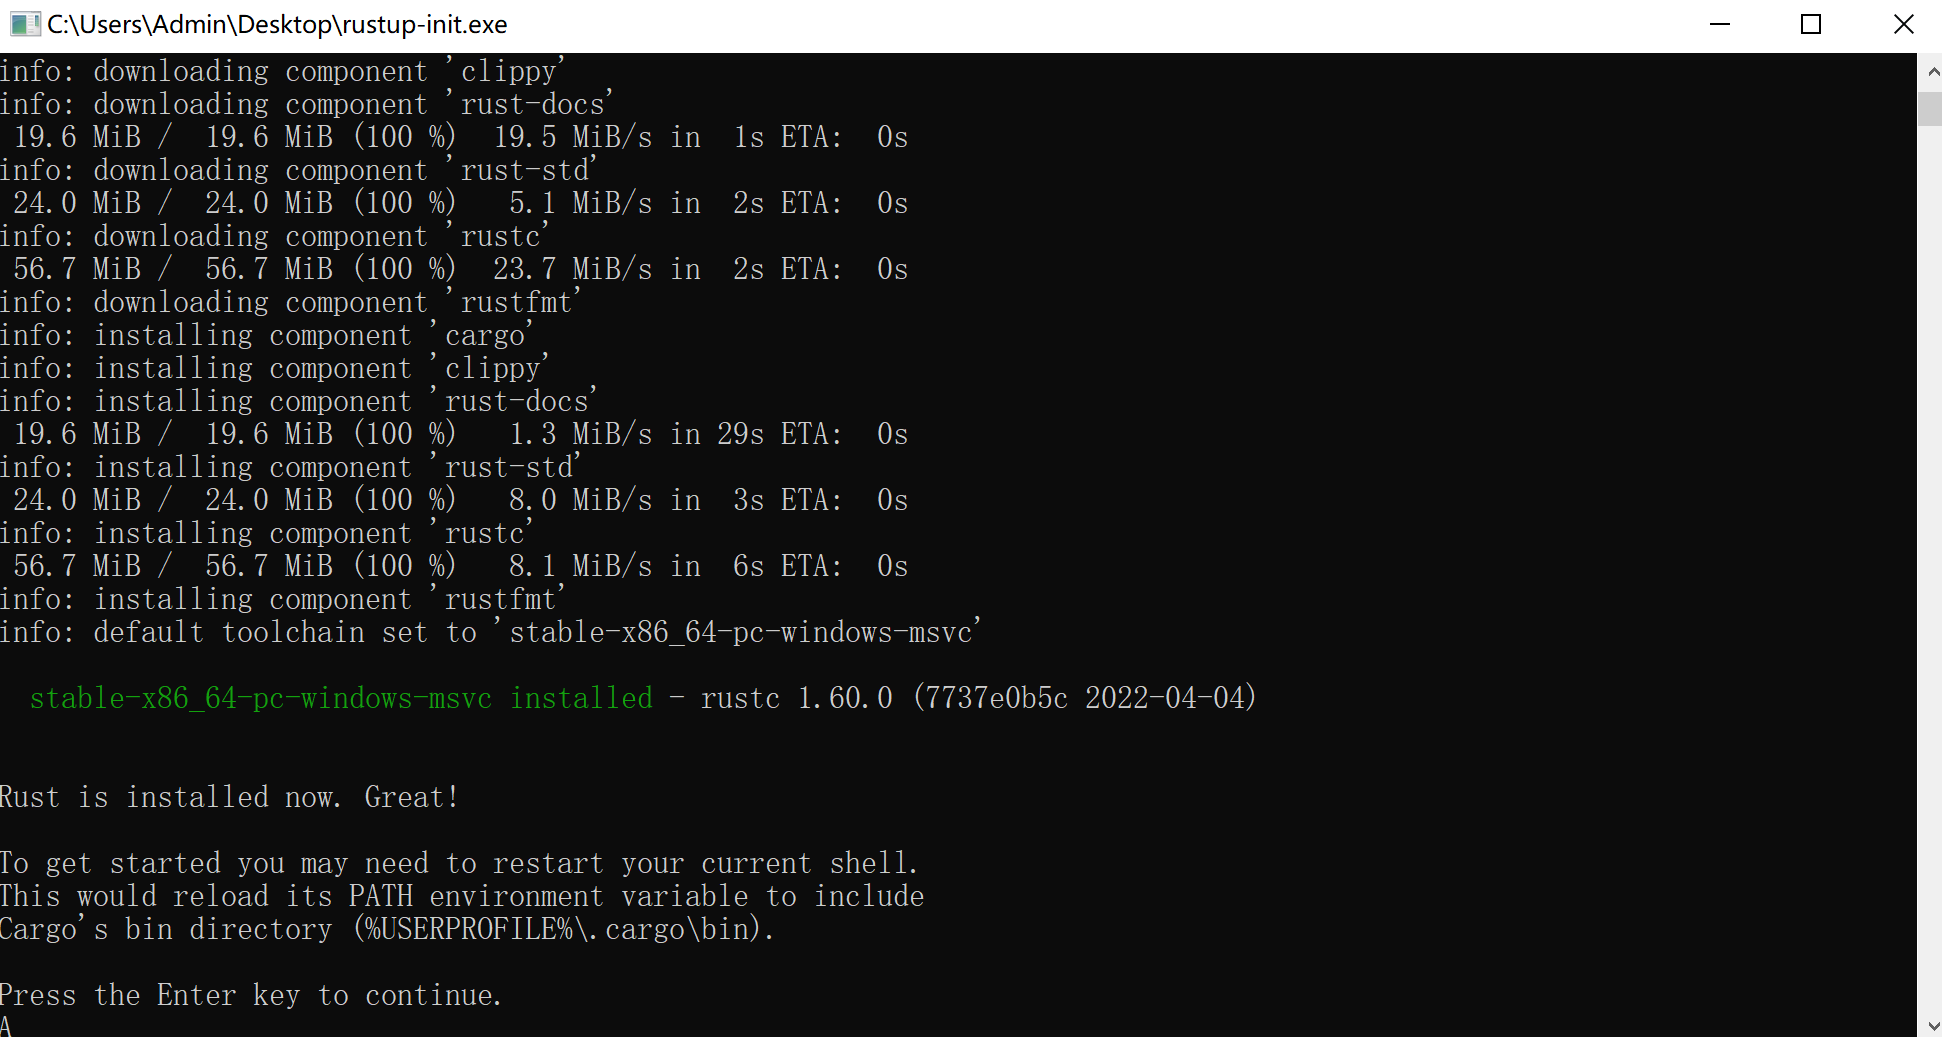 C:\Users\Admin\Desktop\rustup-init.exe
info: downloading component 'clippy'
info: downloading component 'rust-docs'
 19.6 MiB /  19.6 MiB (100 %)  19.5 MiB/s in  1s ETA:  0s
info: downloading component 'rust-std'
 24.0 MiB /  24.0 MiB (100 %)   5.1 MiB/s in  2s ETA:  0s
info: downloading component 'rustc'
 56.7 MiB /  56.7 MiB (100 %)  23.7 MiB/s in  2s ETA:  0s
info: downloading component 'rustfmt'
info: installing component 'cargo'
info: installing component 'clippy'
info: installing component 'rust-docs'
 19.6 MiB /  19.6 MiB (100 %)   1.3 MiB/s in 29s ETA:  0s
info: installing component 'rust-std'
 24.0 MiB /  24.0 MiB (100 %)   8.0 MiB/s in  3s ETA:  0s
info: installing component 'rustc'
 56.7 MiB /  56.7 MiB (100 %)   8.1 MiB/s in  6s ETA:  0s
info: installing component 'rustfmt'
info: default toolchain set to 'stable-x86_64-pc-windows-msvc'
  stable-x86_64-pc-windows-msvc installed - rustc 1.60.0 (7737e0b5c 2022-04-04)
Rust is installed now. Great!
To get started you may need to restart your current shell.
This would reload its PATH environment variable to include
Cargo's bin directory (%USERPROFILE%\.cargo\bin).
Press the Enter key to continue.
A